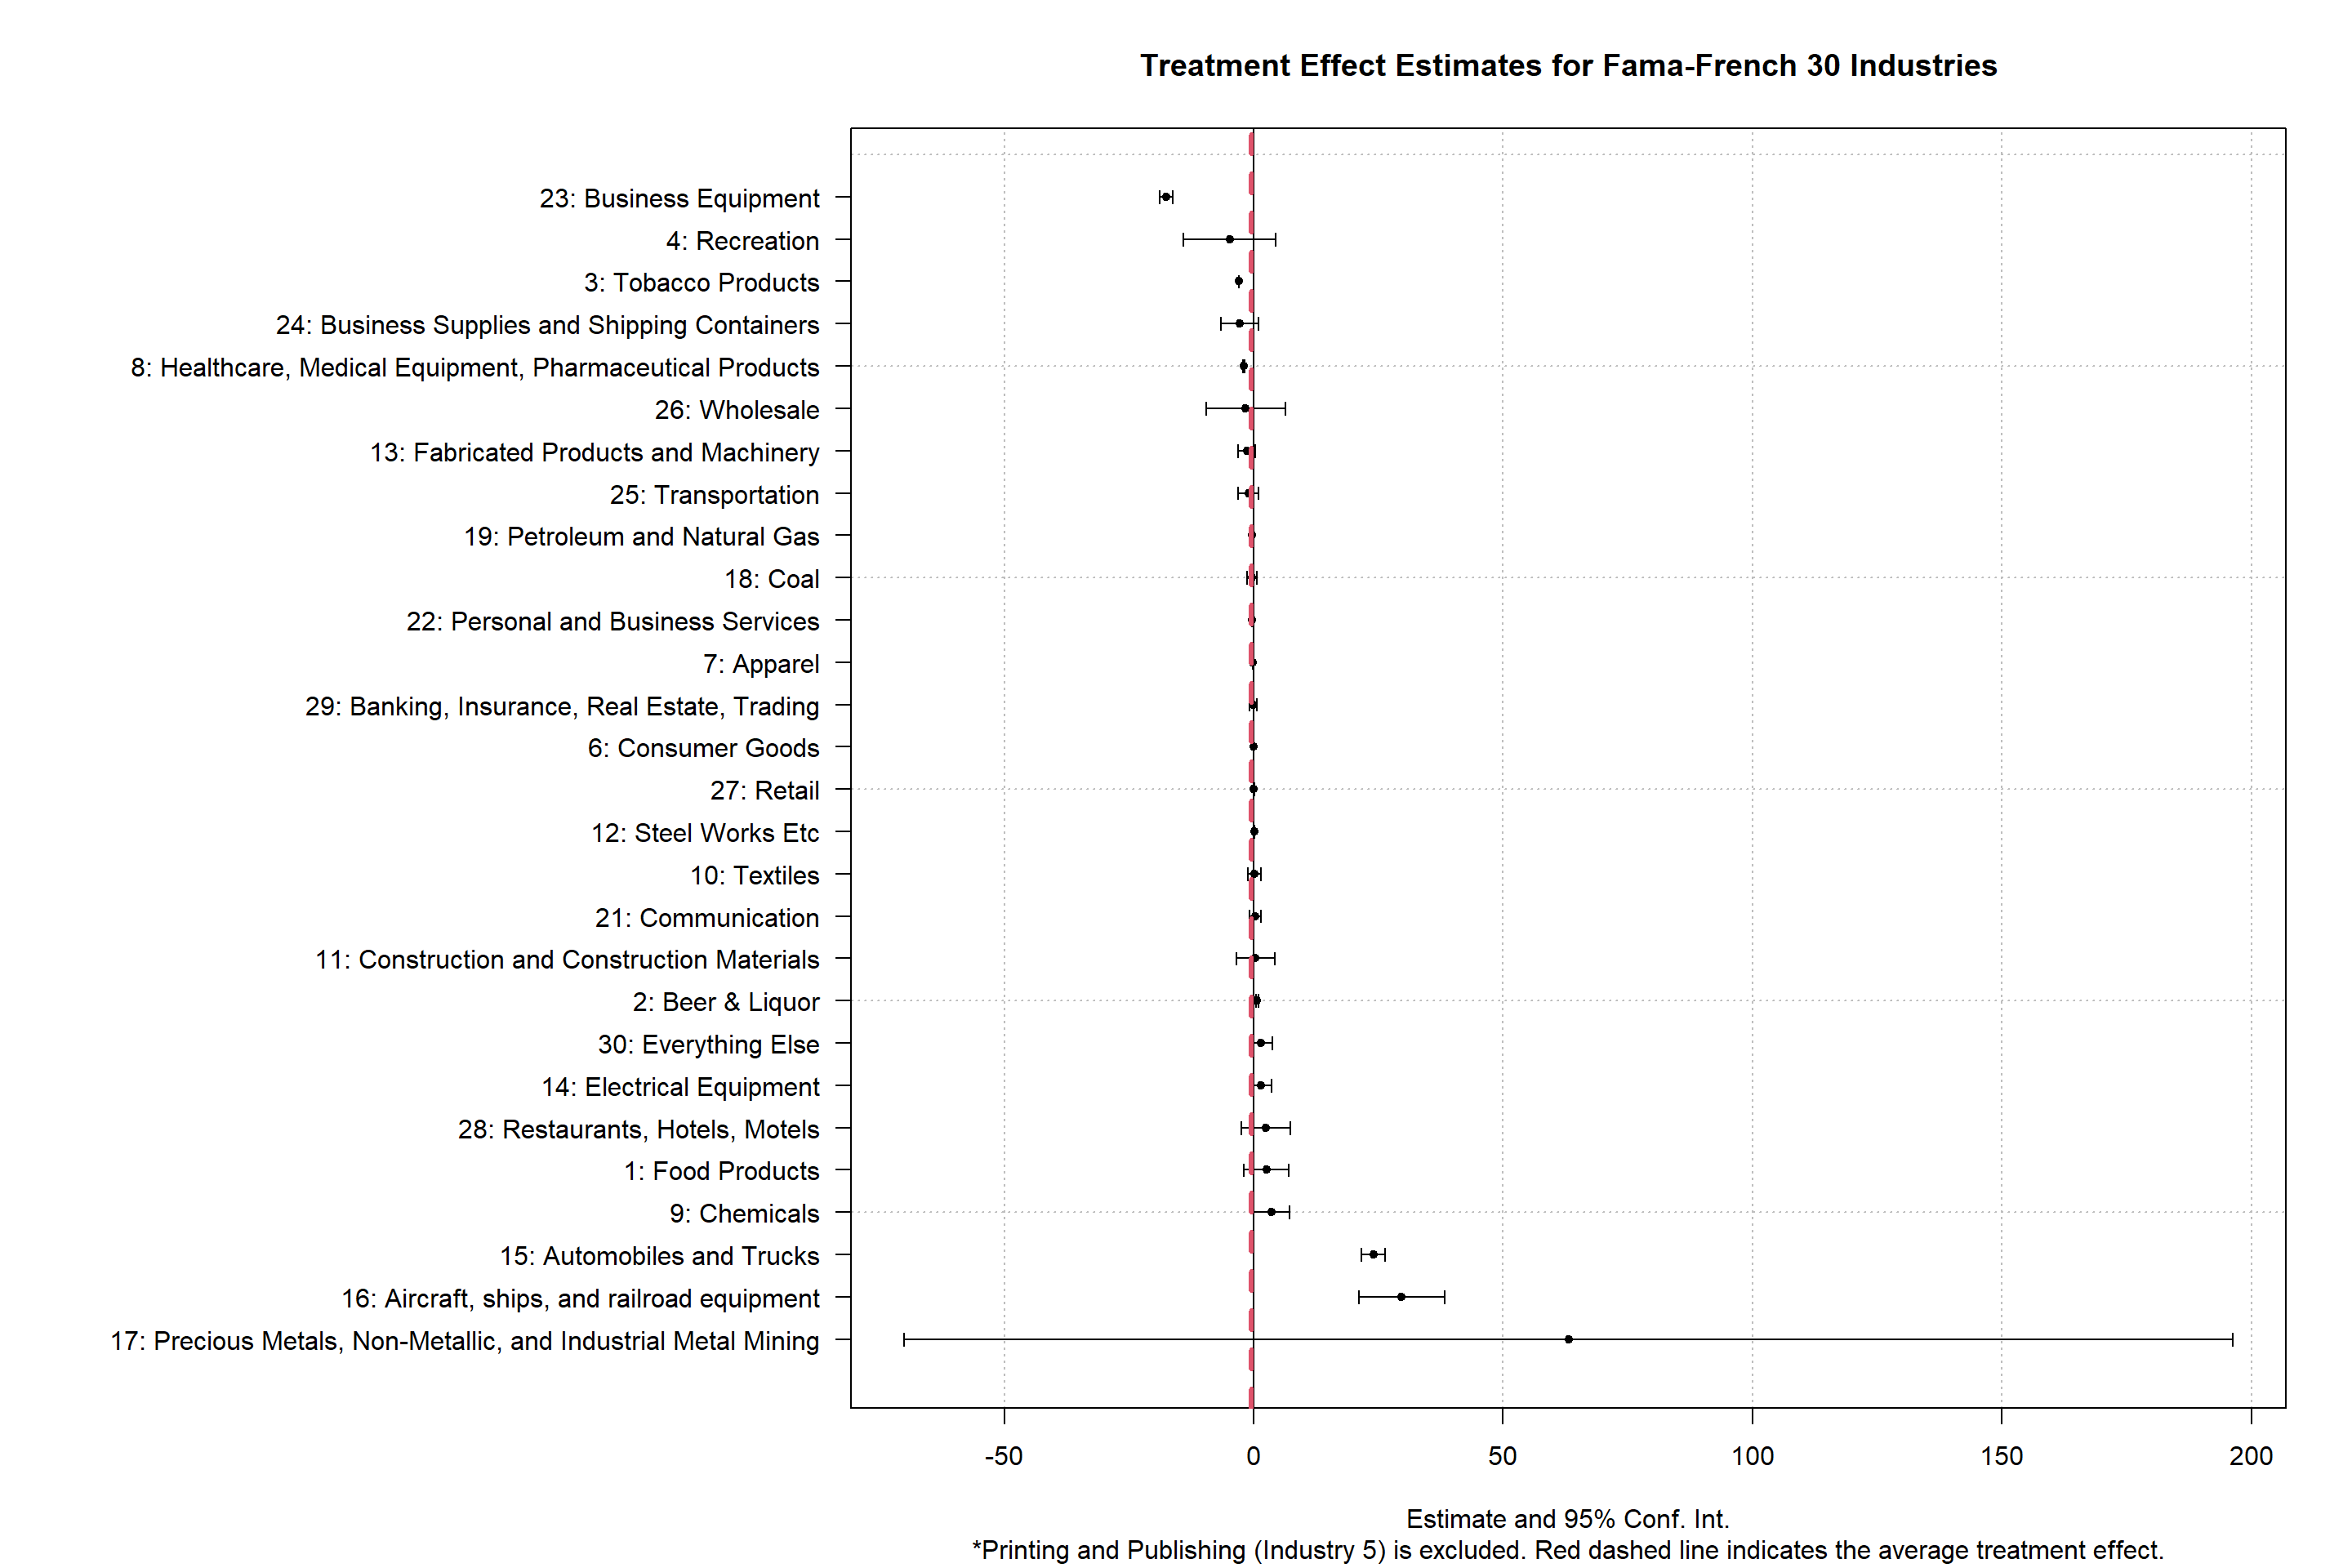 Treatment Effect Estimates for Fama-French 30 Industries
23: Business Equipment
4: Recreation
3: Tobacco Products
24: Business Supplies and Shipping Containers
8: Healthcare, Medical Equipment, Pharmaceutical Products
26: Wholesale
13: Fabricated Products and Machinery
25: Transportation
19: Petroleum and Natural Gas
18: Coal
22: Personal and Business Services
7: Apparel
29: Banking, Insurance, Real Estate, Trading
6: Consumer Goods
27: Retail
12: Steel Works Etc
10: Textiles
21: Communication
11: Construction and Construction Materials
2: Beer & Liquor
30: Everything Else
14: Electrical Equipment
28: Restaurants, Hotels, Motels
1: Food Products
9: Chemicals
15: Automobiles and Trucks
16: Aircraft, ships, and railroad equipment
17: Precious Metals, Non-Metallic, and Industrial Metal Mining
-50 0 50 100 150 200
Estimate and 95% Conf. Int.
*Printing and Publishing (Industry 5) is excluded. Red dashed line indicates the average treatment effect.